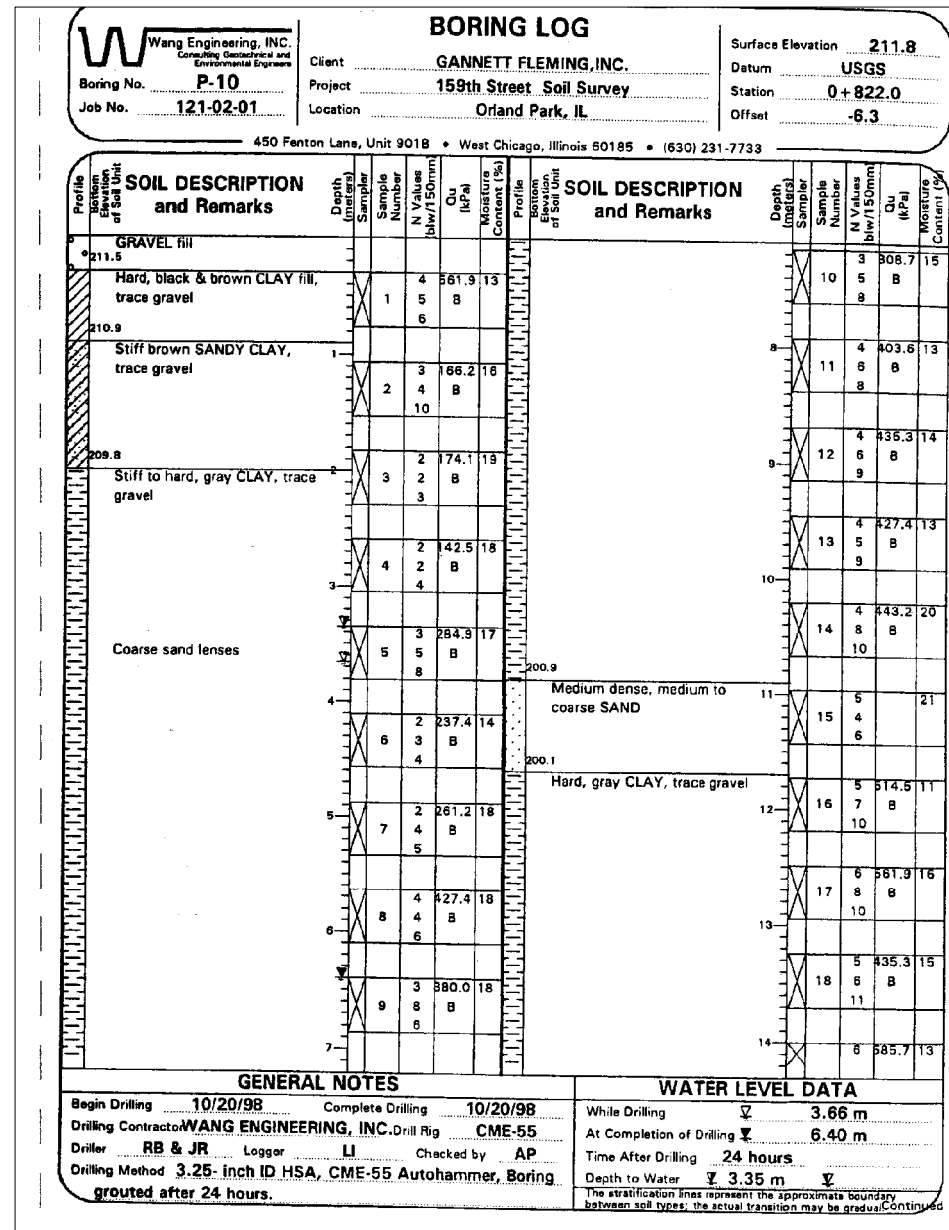 BORING LOG
Wang Engineering, INC.
Consulting Geotechnical and
Environmental Engineers
Boring No. P-10
Job No. 121-02-01
Client GANNETT FLEMING,INC.
Project 159th Street Soil Survey
Location Orland Park, IL
Surface Elevation 211.8
Datum USGS
Station 0+822.0
Offset -6.3
450 Fenton Lane, Unit 901B • West Chicago, Illinois 60185 • (630) 231-7733
Profile
Bottom
Elevation
of Soil Unit
SOIL DESCRIPTION
and Remarks
Depth
(meters)
Sampler
Sample
Number
N Values
(blw/150mm)
Qu
(kPa)
Moisture
Content (%)
GRAVEL fill
211.5
Hard, black & brown CLAY fill,
trace gravel
4 561.9 13
1 5 B
6
210.9
Stiff brown SANDY CLAY,
trace gravel
1
3 166.2 16
2 4 B
10
209.8
2
Stiff to hard, gray CLAY, trace
gravel
2 174.1 19
3 2 B
3
2 142.5 18
4 2 B
4
3
Coarse sand lenses
3 284.9 17
5 5 B
8
4
2 237.4 14
6 3 B
4
5
2 261.2 18
7 4 B
5
4 427.4 18
8 4 B
6
6
3 380.0 18
9 8 B
6
7
Profile
Bottom
Elevation
of Soil Unit
SOIL DESCRIPTION
and Remarks
Depth
(meters)
Sampler
Sample
Number
N Values
blw/150mm)
Qu
(kPa)
Moisture
Content (%)
3 308.7 15
10 5 B
8
8
4 403.6 13
11 6 B
8
4 435.3 14
12 6 B
9
9
4 427.4 13
13 5 B
9
10
4 443.2 20
14 8 B
10
200.9
Medium dense, medium to
coarse SAND
11
5 21
15 4
6
200.1
Hard, gray CLAY, trace gravel
5 514.5 11
16 7 B
10
12
6 561.9 16
17 8 B
10
13
5 435.3 15
18 6 B
11
14
6 585.7 13
GENERAL NOTES
Begin Drilling 10/20/98 Complete Drilling 10/20/98
Drilling Contractor WANG ENGINEERING, INC. Drill Rig CME-55
Driller RB & JR Logger LI Checked by AP
Drilling Method 3.25- inch ID HSA, CME-55 Autohammer, Boring
grouted after 24 hours.
WATER LEVEL DATA
While Drilling 3.66 m
At Completion of Drilling 6.40 m
Time After Drilling 24 hours
Depth to Water 3.35 m
The stratification lines represent the approximate boundary
between soil types; the actual transition may be gradual Continued